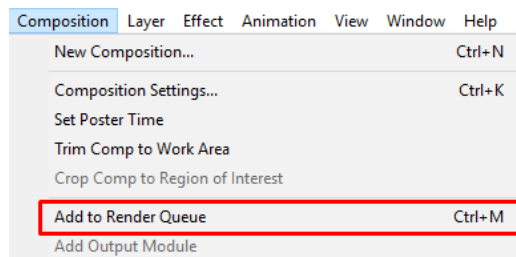 Composition Layer Effect Animation View Window Help
New Composition... Ctrl+N
Composition Settings... Ctrl+K
Set Poster Time
Trim Comp to Work Area
Crop Comp to Region of Interest
Add to Render Queue Ctrl+M
Add Output Module